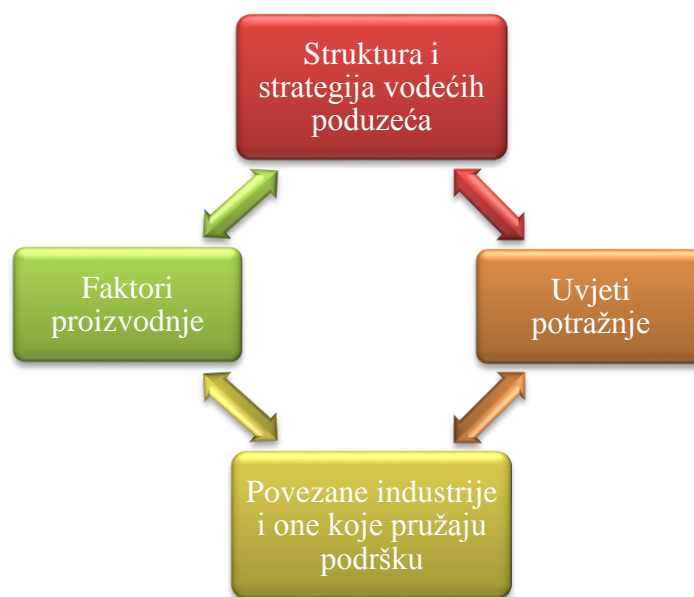 Struktura i
strategija vodećih
poduzeća
Faktori
proizvodnje
Uvjeti
potražnje
Povezane industrije
i one koje pružaju
podršku